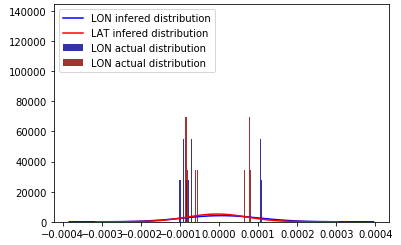 140000
120000
100000
80000
60000
40000
20000
0
LON infered distribution
LAT infered distribution
LON actual distribution
LON actual distribution
−0.0004 −0.0003 −0.0002 −0.0001 0.0000 0.0001 0.0002 0.0003 0.0004